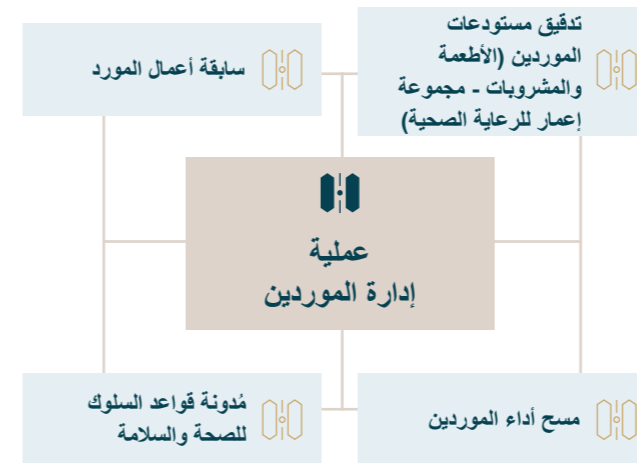 تدقيق مستودعات
الموردين (الأطعمة
والمشروبات - مجموعة
إعمار للرعاية الصحية)
سابقة أعمال المورد
عملية
إدارة الموردين
مسح أداء الموردين
مُدونة قواعد السلوك
للصحة والسلامة